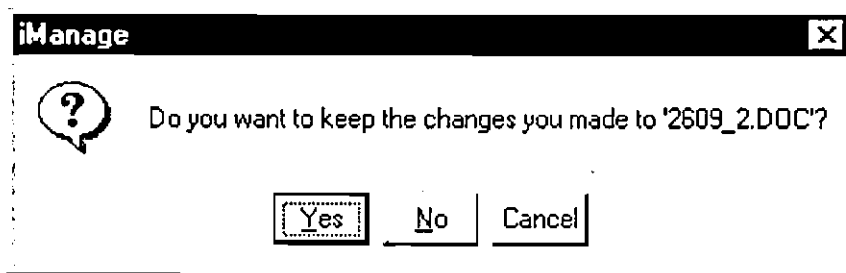 iManage
Do you want to keep the changes you made to '2609_2.DOC'?
Yes No Cancel